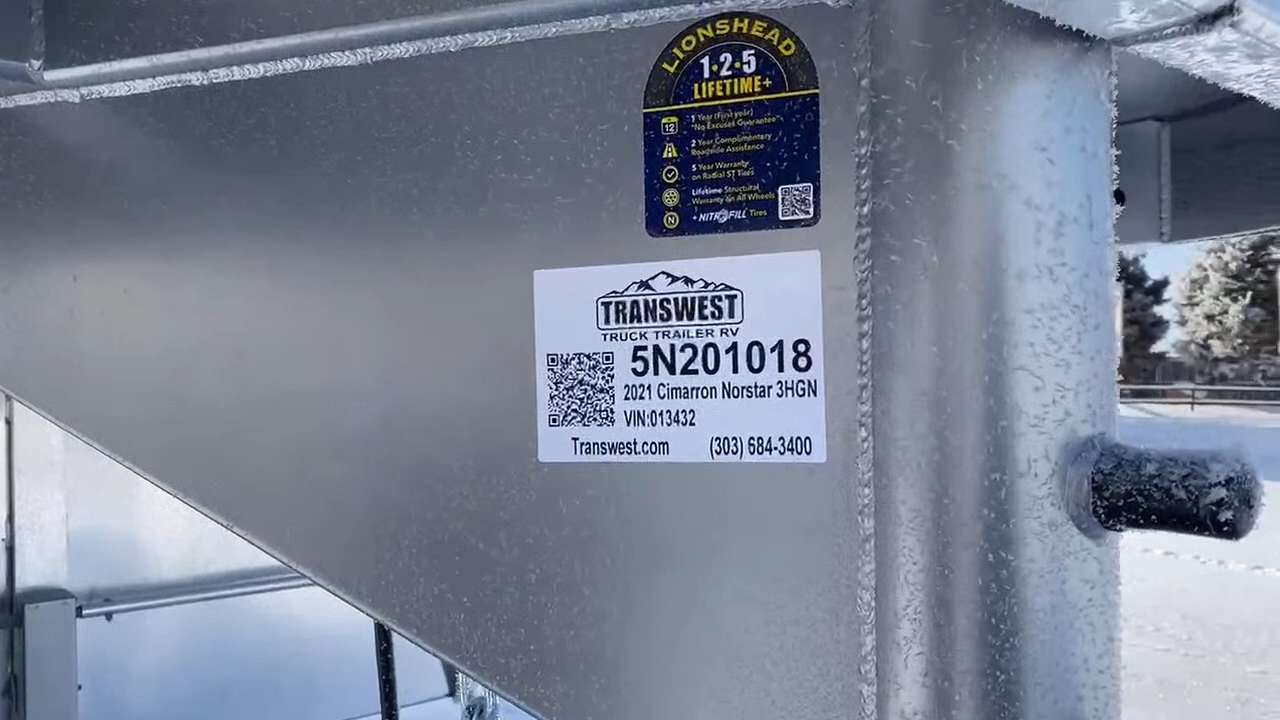 LIONSHEAD
1•2•5
LIFETIME+
12
1 Year (First year)
"No Excuses Guarantee"
2 Year Complimentary
Roadside Assistance
5 Year Warranty
on Radial ST Tires
Lifetime Structural
Warranty on All Wheels
N
+ NITROFILL Tires
TRANSWEST
TRUCK TRAILER RV
5N201018
2021 Cimarron Norstar 3HGN
VIN:013432
Transwest.com (303) 684-3400